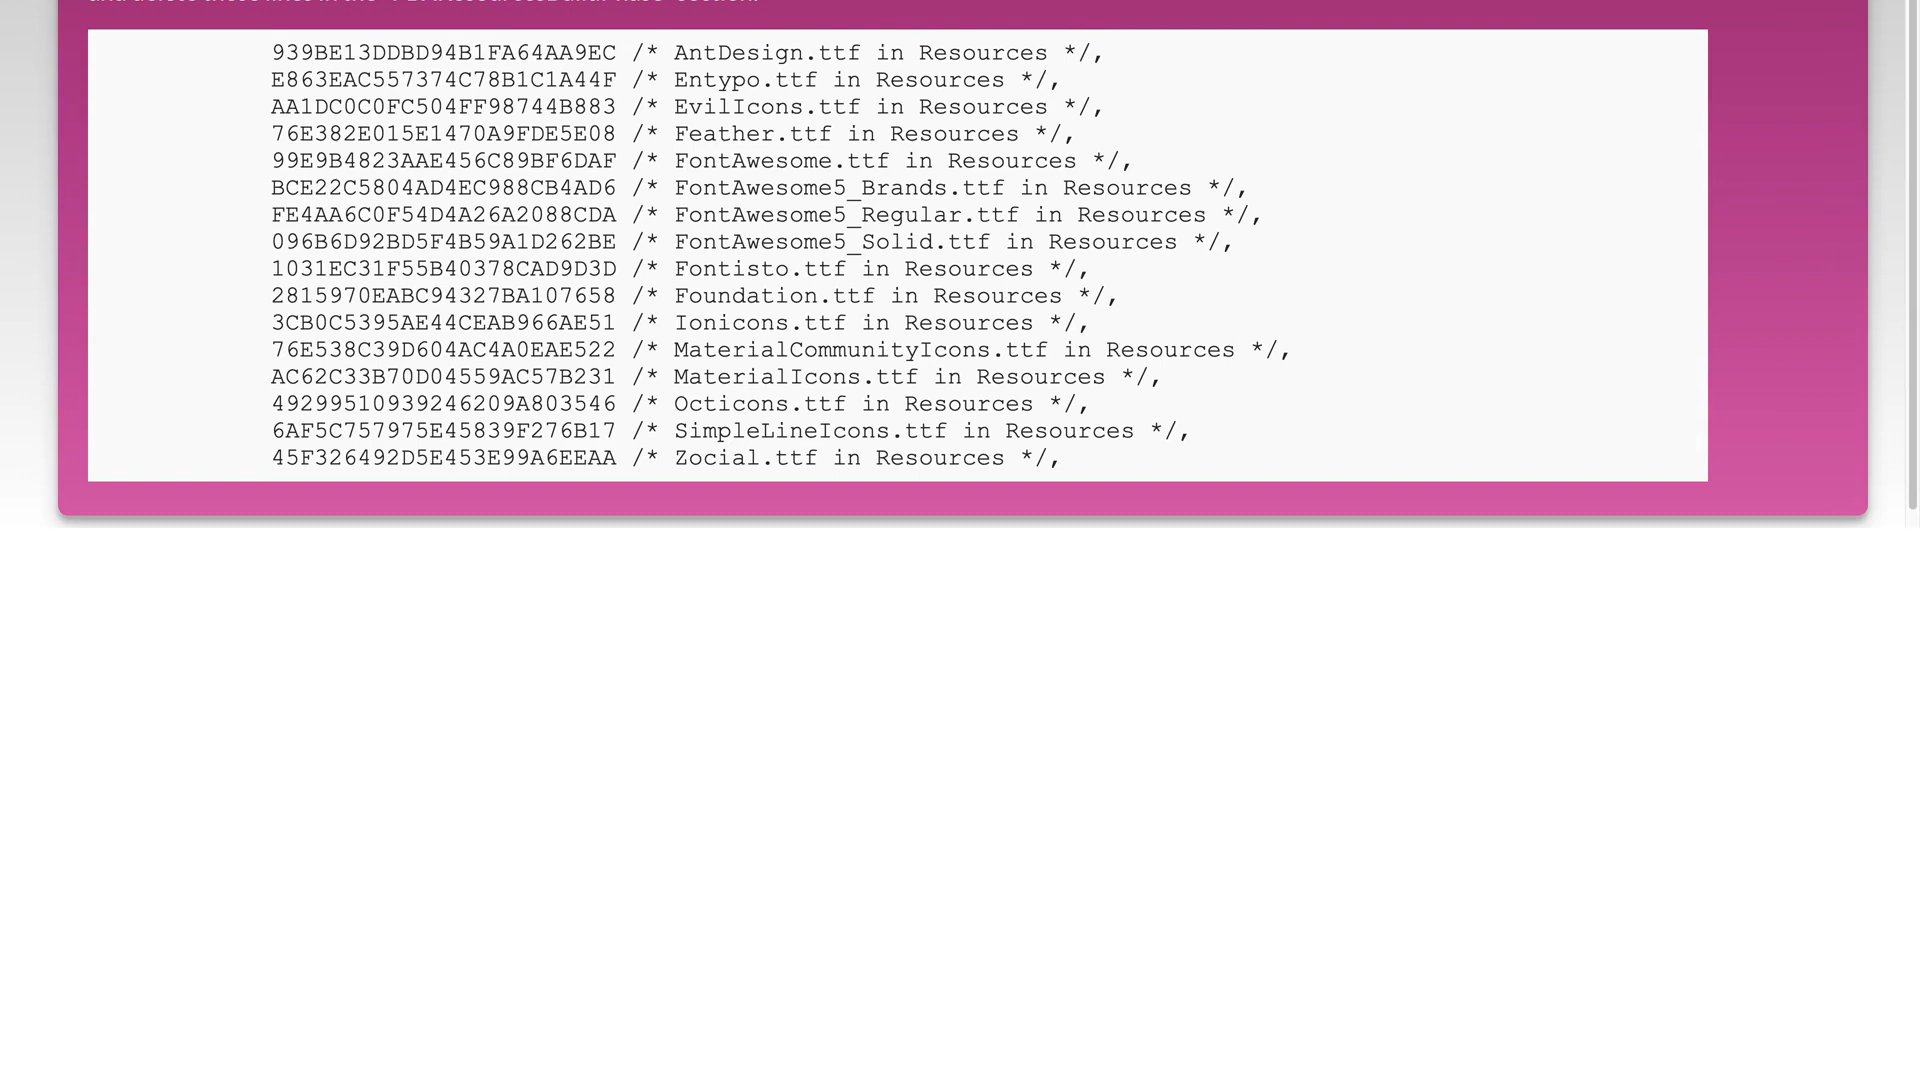 939BE13DDBD94B1FA64AA9EC /* AntDesign.ttf in Resources */,
E863EAC557374C78B1C1A44F /* Entypo.ttf in Resources */,
AA1DC0C0FC504FF98744B883 /* EvilIcons.ttf in Resources */,
76E382E015E1470A9FDE5E08 /* Feather.ttf in Resources */,
99E9B4823AAE456C89BF6DAF /* FontAwesome.ttf in Resources */,
BCE22C5804AD4EC988CB4AD6 /* FontAwesome5_Brands.ttf in Resources */,
FE4AA6C0F54D4A26A2088CDA /* FontAwesome5_Regular.ttf in Resources */,
096B6D92BD5F4B59A1D262BE /* FontAwesome5_Solid.ttf in Resources */,
1031EC31F55B40378CAD9D3D /* Fontisto.ttf in Resources */,
2815970EABC94327BA107658 /* Foundation.ttf in Resources */,
3CB0C5395AE44CEAB966AE51 /* Ionicons.ttf in Resources */,
76E538C39D604AC4A0EAE522 /* MaterialCommunityIcons.ttf in Resources */,
AC62C33B70D04559AC57B231 /* MaterialIcons.ttf in Resources */,
49299510939246209A803546 /* Octicons.ttf in Resources */,
6AF5C757975E45839F276B17 /* SimpleLineIcons.ttf in Resources */,
45F326492D5E453E99A6EEAA /* Zocial.ttf in Resources */,